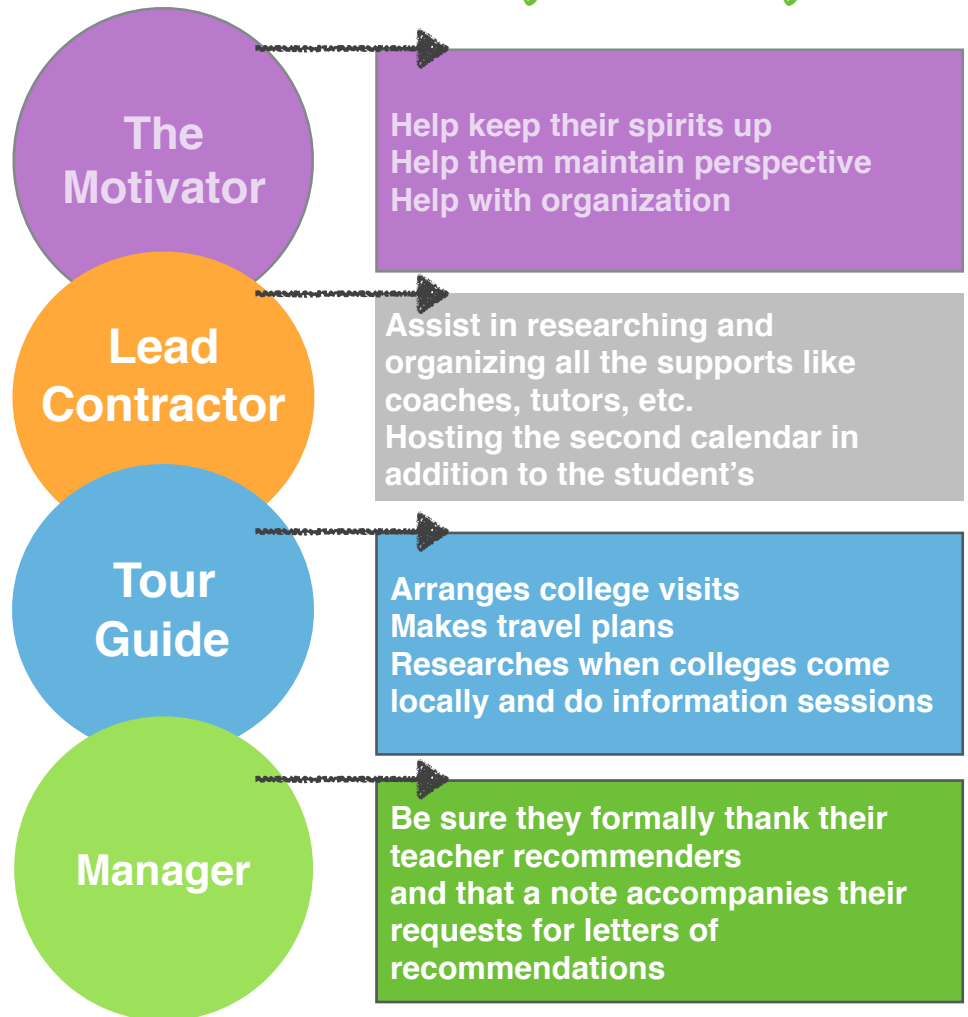 The
Motivator
Help keep their spirits up
Help them maintain perspective
Help with organization
Lead
Contractor
Assist in researching and
organizing all the supports like
coaches, tutors, etc.
Hosting the second calendar in
addition to the student's
Tour
Guide
Arranges college visits
Makes travel plans
Researches when colleges come
locally and do information sessions
Manager
Be sure they formally thank their
teacher recommenders
and that a note accompanies their
requests for letters of
recommendations